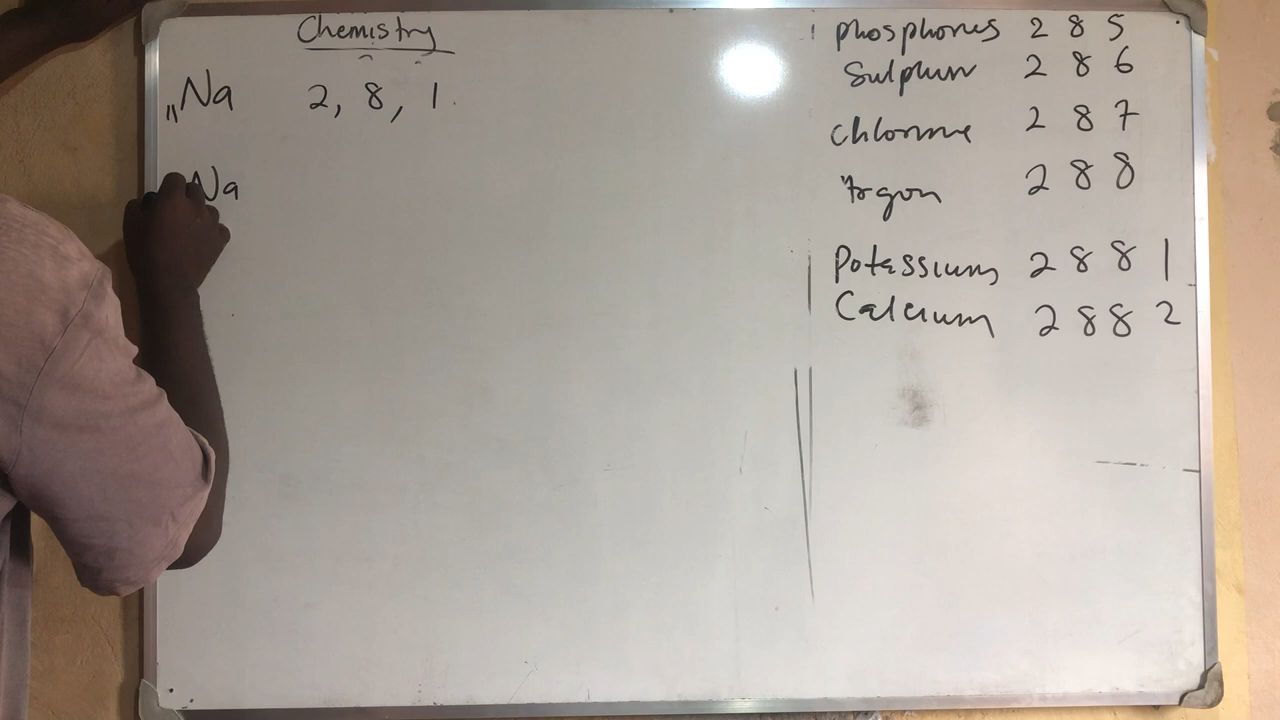 Chemistry
11Na 2, 8, 1.
Na
phosphorus 2 8 5
Sulphur 2 8 6
chlorine 2 8 7
Argon 2 8 8
Potassium 2 8 8 1
Calcium 2 8 8 2